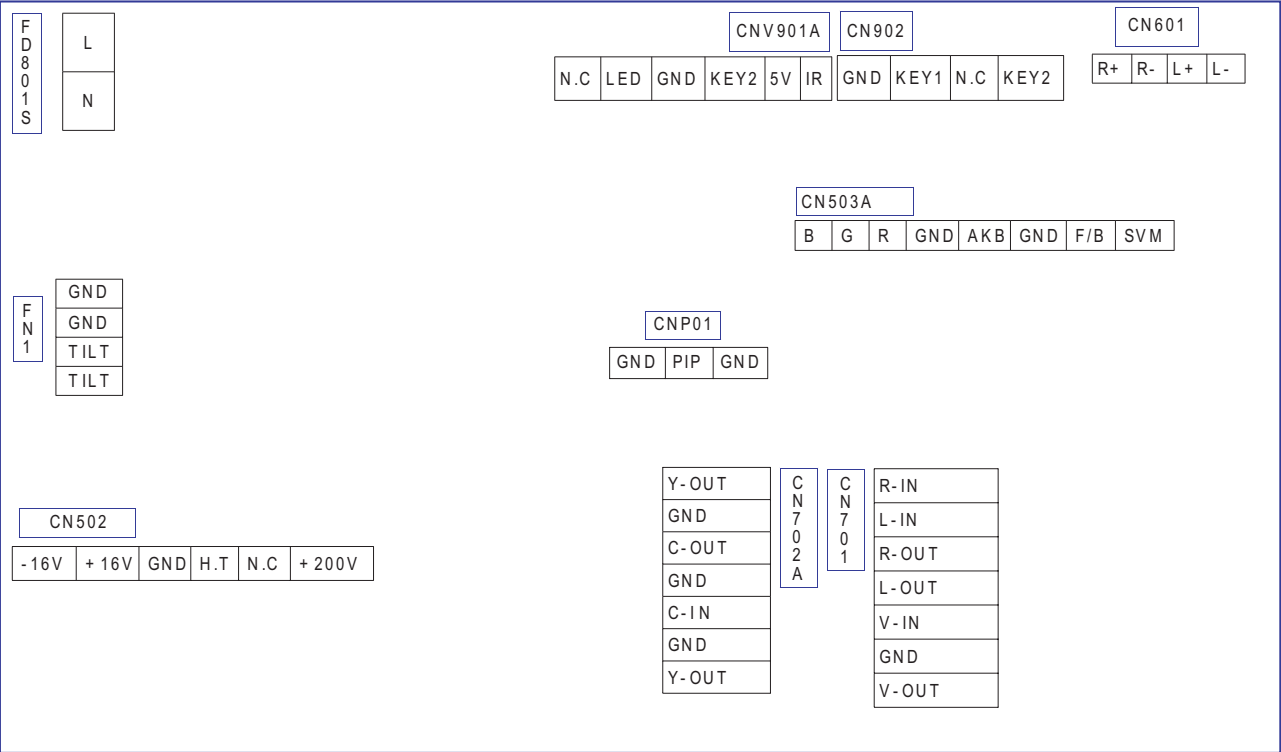 FD801S
L
N
CNV901A
N.C LED GND KEY2 5V IR
CN902
GND KEY1 N.C KEY2
CN601
R+ R- L+ L-
CN503A
B G R GND AKB GND F/B SVM
FN1
GND
GND
TILT
TILT
CNP01
GND PIP GND
CN502
-16V +16V GND H.T N.C +200V
CN702A
Y-OUT
GND
C-OUT
GND
C-IN
GND
Y-OUT
CN701
R-IN
L-IN
R-OUT
L-OUT
V-IN
GND
V-OUT